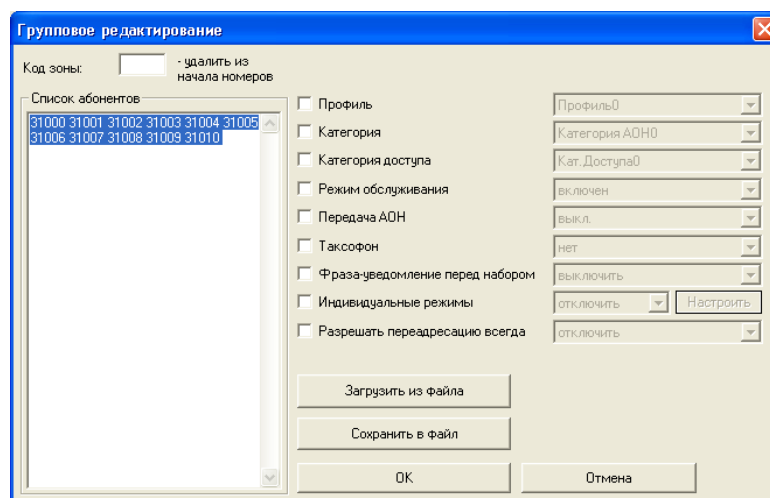 Групповое редактирование
Код зоны:
- удалить из
начала номеров
Список абонентов
31000 31001 31002 31003 31004 31005
31006 31007 31008 31009 31010
Профиль
Профиль0
Категория
Категория АОН0
Категория доступа
Кат.Доступа0
Режим обслуживания
включен
Передача АОН
выкл.
Таксофон
нет
Фраза-уведомление перед набором
выключить
Индивидуальные режимы
отключить
Настроить
Разрешать переадресацию всегда
отключить
Загрузить из файла
Сохранить в файл
OK
Отмена